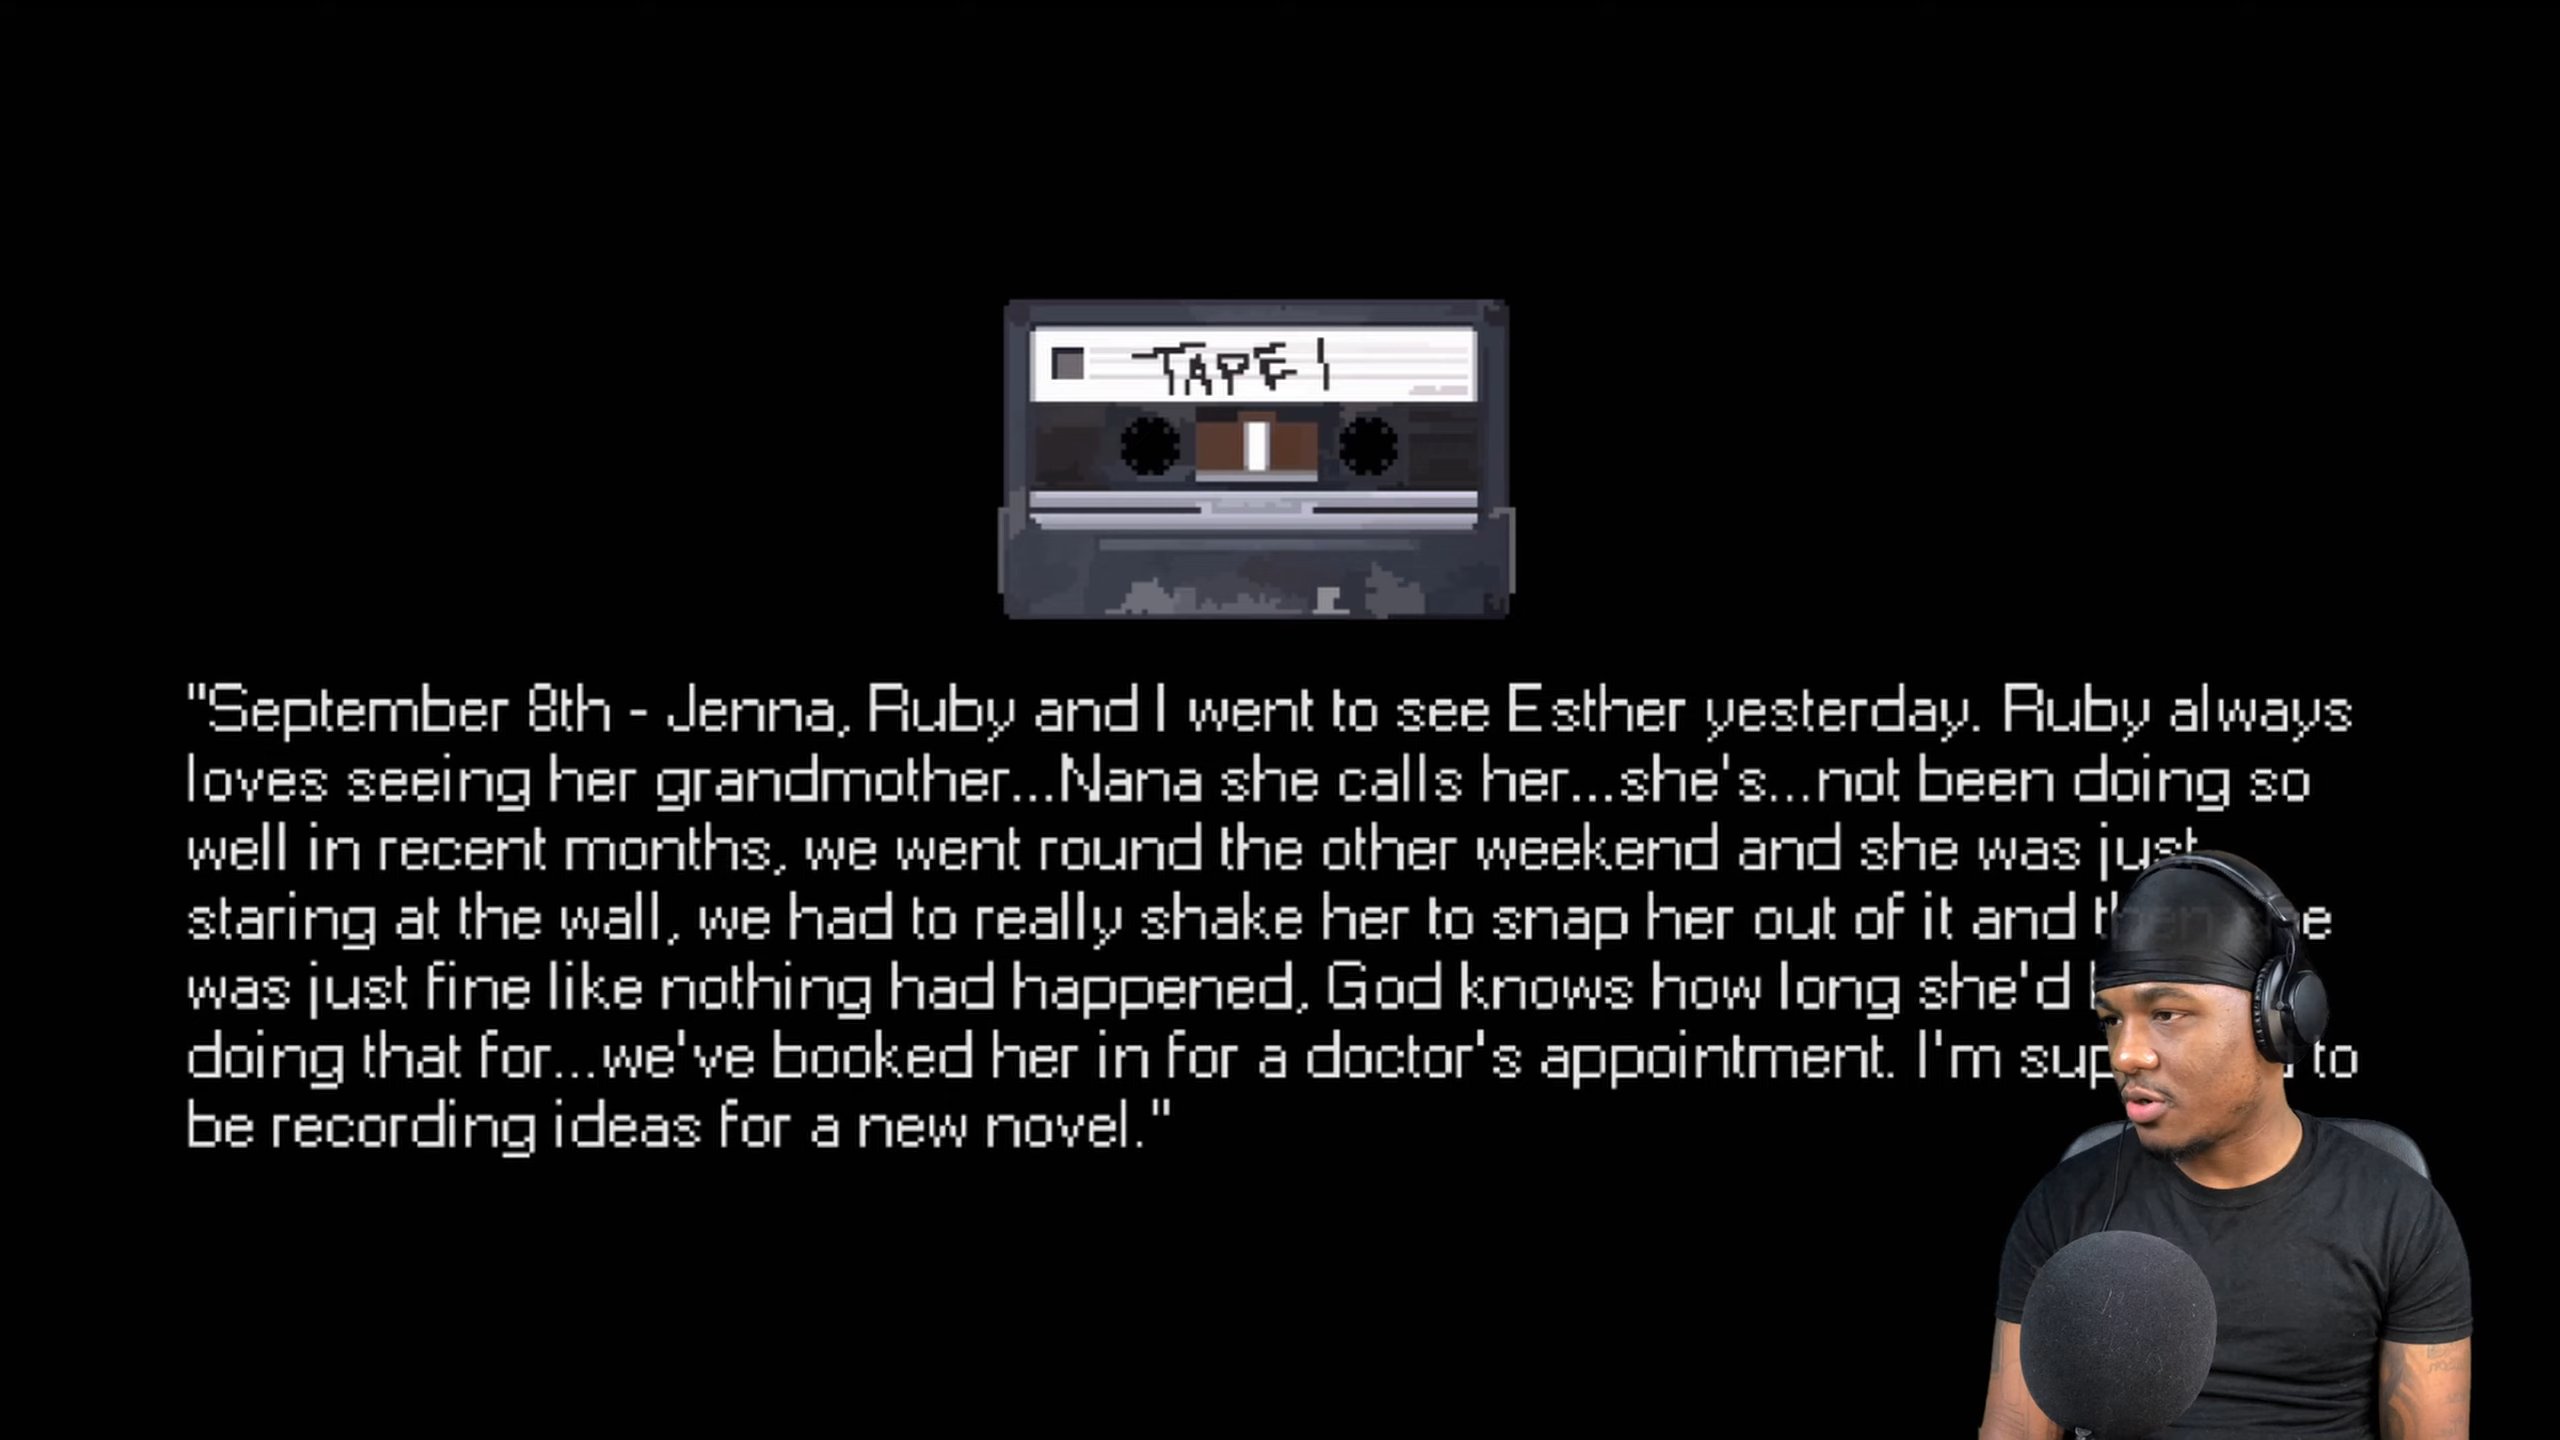 TAPE 1
"September 8th - Jenna, Ruby and I went to see Esther yesterday. Ruby always
loves seeing her grandmother...Nana she calls her...she's...not been doing so
well in recent months, we went round the other weekend and she was just
staring at the wall, we had to really shake her to snap her out of it and then she
was just fine like nothing had happened, God knows how long she'd
doing that for...we've booked her in for a doctor's appointment. I'm to
be recording ideas for a new novel."